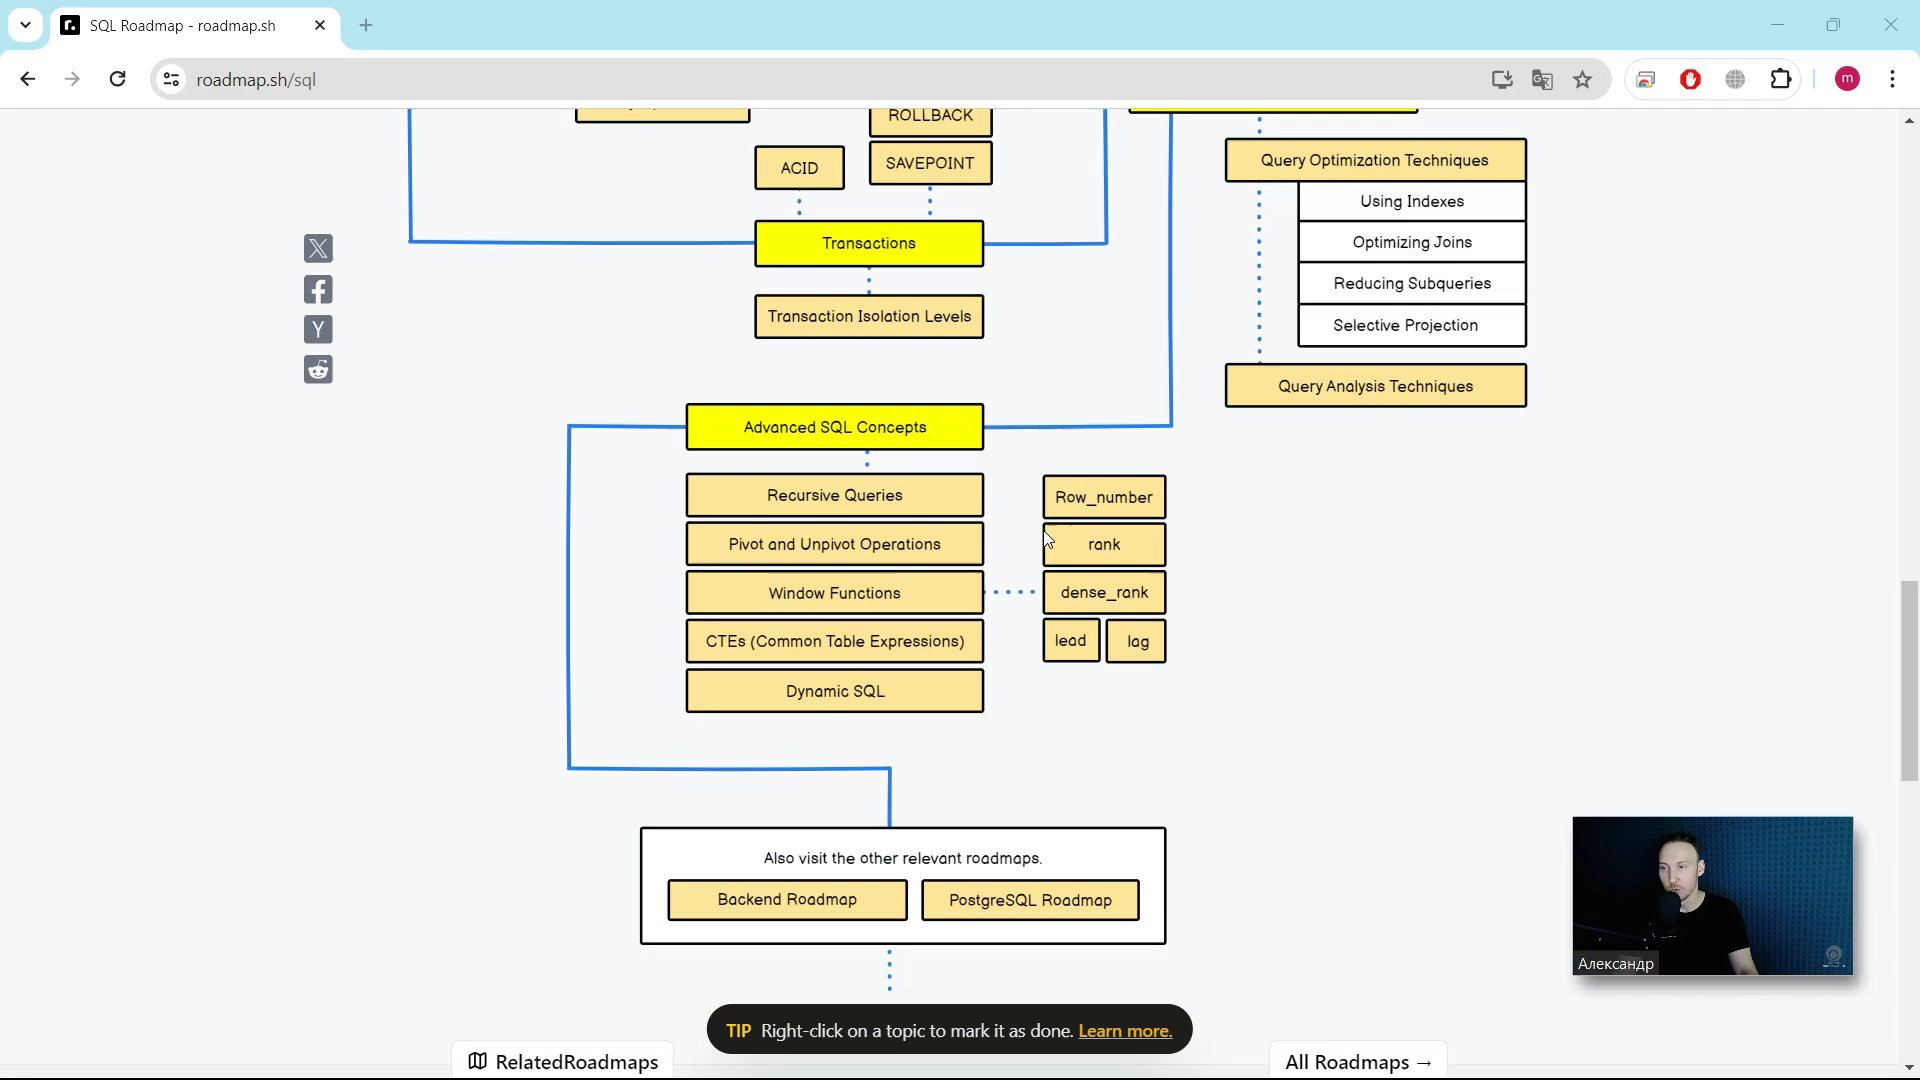 SQL Roadmap - roadmap.sh
roadmap.sh/sql
m
ROLLBACK
ACID
SAVEPOINT
Transactions
Transaction Isolation Levels
Query Optimization Techniques
Using Indexes
Optimizing Joins
Reducing Subqueries
Selective Projection
Query Analysis Techniques
Advanced SQL Concepts
Recursive Queries
Pivot and Unpivot Operations
Window Functions
CTEs (Common Table Expressions)
Dynamic SQL
Row_number
rank
dense_rank
lead
lag
Also visit the other relevant roadmaps.
Backend Roadmap
PostgreSQL Roadmap
Александр
TIP Right-click on a topic to mark it as done. Learn more.
RelatedRoadmaps
All Roadmaps →